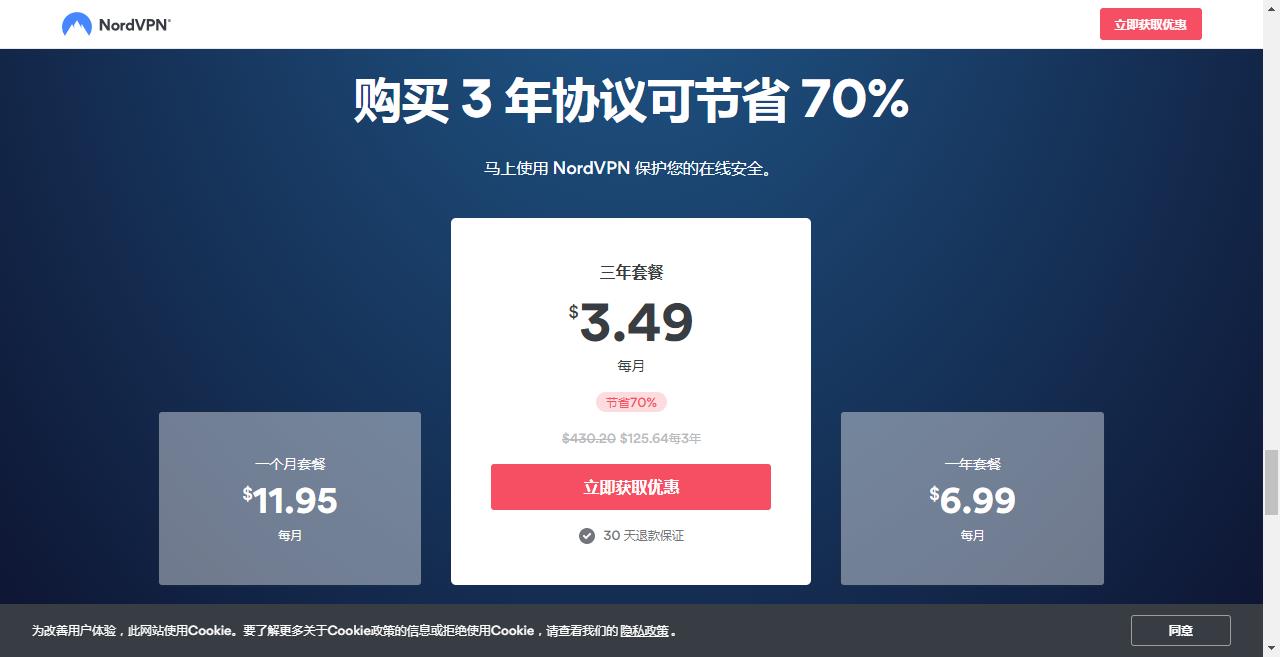 NordVPN®
立即获取优惠
购买 3 年协议可节省 70%
马上使用 NordVPN 保护您的在线安全。
三年套餐
$3.49
每月
节省70%
$430.20 $125.64每3年
立即获取优惠
30 天退款保证
一个月套餐
$11.95
每月
一年套餐
$6.99
每月
为改善用户体验，此网站使用Cookie。要了解更多关于Cookie政策的信息或拒绝使用Cookie，请查看我们的 隐私政策 。
同意